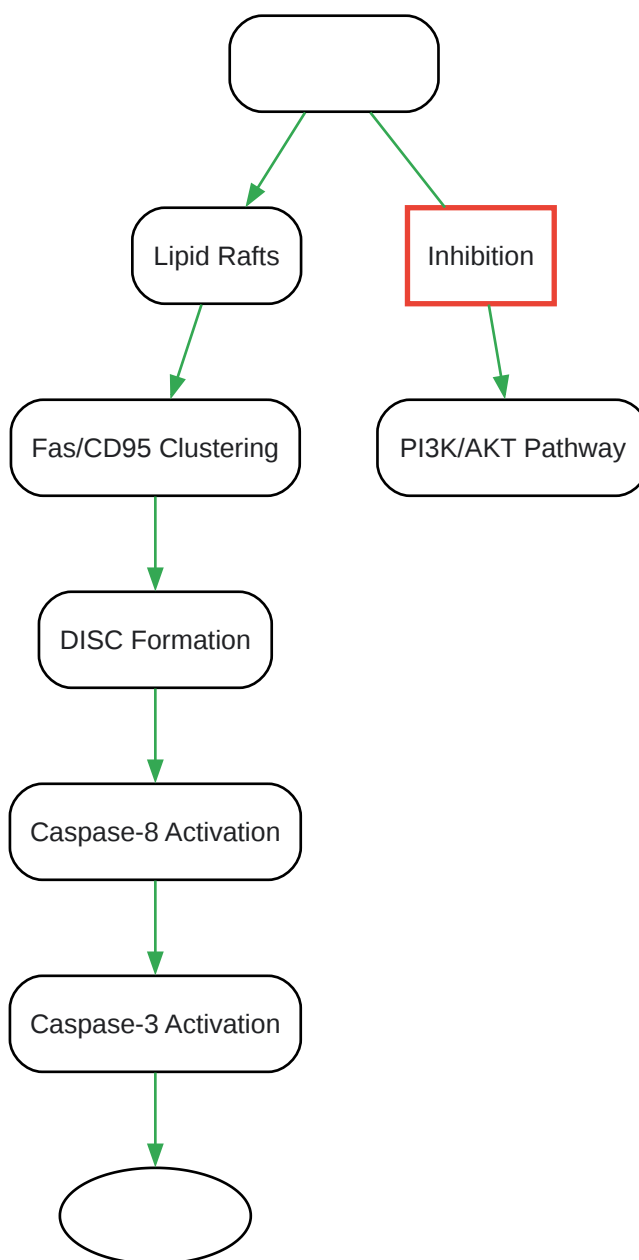 Lipid Rafts
Inhibition
Fas/CD95 Clustering
PI3K/AKT Pathway
DISC Formation
Caspase-8 Activation
Caspase-3 Activation